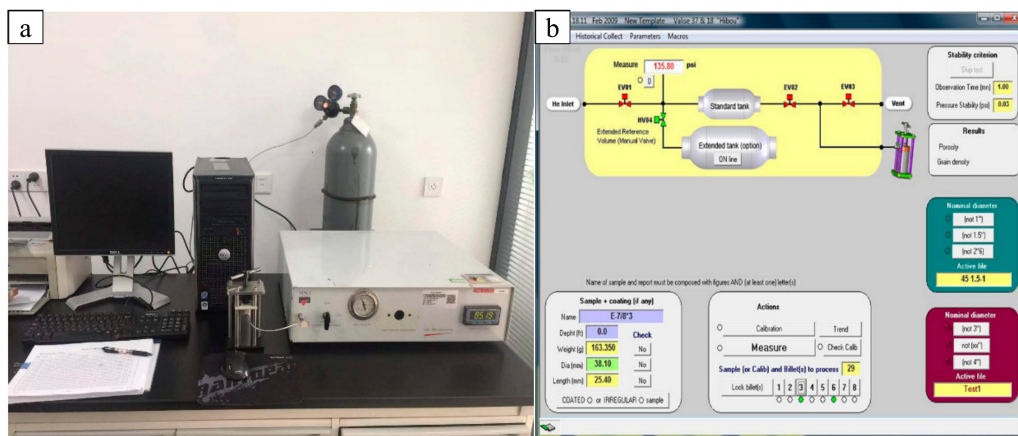 a
DELL
8518
b
18.11 Feb 2009 New Template Valise 37 & 18 "Hibou"
Historical Collect Parameters Macros
Measure 135.80 psi
0
EV01
EV02
EV03
He Inlet
Standard tank
Vent
HV04
Extended Reference
Volume (Manual Valve)
Extended tank (option)
ON line
Stability criterion
Skip test
Observation Time (mn) 1.00
Pressure Stability (psi) 0.03
Results
Porosity
Grain density
Nominal diameter
(not 1")
(not 1.5")
(not 2"6)
Active file
45 1.5-1
Name of sample and report must be composed with figures AND (at least one) letter(s)
Sample + coating (if any)
Name E-7/8*3
Depht (ft) 0.0 Check
Weight (g) 163.350 No
Dia (mm) 38.10 No
Length (mm) 25.40 No
COATED or IRREGULAR sample
Actions
Calibration Trend
Measure Check Calib
Sample (or Calib) and Billet(s) to process 29
Lock billet(s) 1 2 3 4 5 6 7 8
(not 3")
not (xx")
(not 4")
Active file
Test1